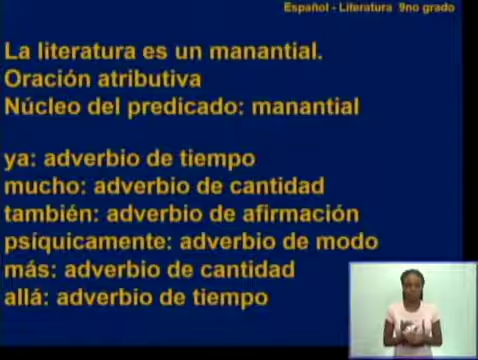 Español - Literatura 9no grado
La literatura es un manantial.
Oración atributiva
Núcleo del predicado: manantial
ya: adverbio de tiempo
mucho: adverbio de cantidad
también: adverbio de afirmación
psíquicamente: adverbio de modo
más: adverbio de cantidad
allá: adverbio de tiempo